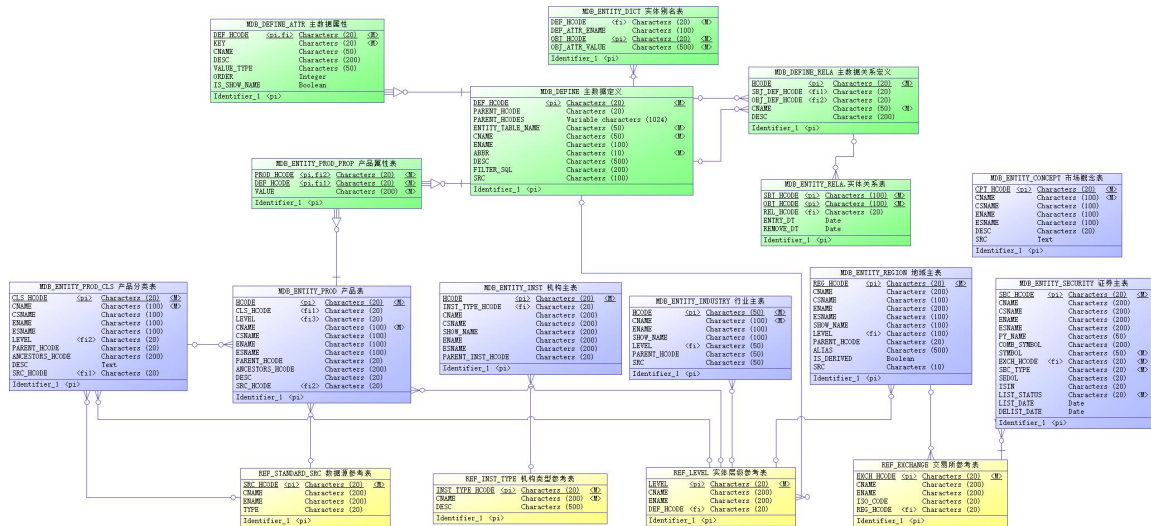 MDB_DEFINE_ATTR 主数据属性
DEF_HCODE <pi,fi> Characters (20) <M>
KEY Characters (20) <M>
CNAME Characters (50)
DESC Characters (200)
VALUE_TYPE Characters (50)
ORDER Integer
IS_SHOW_NAME Boolean
Identifier_1 <pi>
MDB_ENTITY_DICT 实体别名表
DEF_HCODE <fi> Characters (20) <M>
DEF_ATTR_ENAME Characters (100)
OBT_HCODE <pi> Characters (20) <M>
OBJ_ATTR_VALUE Characters (500) <M>
Identifier_1 <pi>
MDB_DEFINE_RELA 主数据关系定义
HCODE <pi> Characters (20) <M>
SBJ_DEF_HCODE <fi1> Characters (20)
OBJ_DEF_HCODE <fi2> Characters (20)
CNAME Characters (50) <M>
DESC Characters (200)
Identifier_1 <pi>
MDB_DEFINE 主数据定义
DEF_HCODE <pi> Characters (20) <M>
PARENT_HCODE Characters (20)
PARENT_HCODES Variable characters (1024)
ENTITY_TABLE_NAME Characters (50) <M>
CNAME Characters (50) <M>
ENAME Characters (100)
ABBR Characters (10) <M>
DESC Characters (500)
FILTER_SQL Characters (200)
SRC Characters (100)
Identifier_1 <pi>
MDB_ENTITY_PROD_PROP 产品属性表
PROD_HCODE <pi,fi2> Characters (20) <M>
DEF_HCODE <pi,fi1> Characters (20) <M>
VALUE Characters (200) <M>
Identifier_1 <pi>
MDB_ENTITY_RELA 实体关系表
SBT_HCODE <pi> Characters (100) <M>
OBT_HCODE <pi> Characters (100) <M>
REL_HCODE <fi> Characters (20)
ENTRY_DT Date
REMOVE_DT Date
Identifier_1 <pi>
MDB_ENTITY_CONCEPT 市场概念表
CPT_HCODE <pi> Characters (20) <M>
CNAME Characters (100) <M>
CSNAME Characters (100)
ENAME Characters (100)
ESNAME Characters (100)
DESC Characters (20)
SRC Text
Identifier_1 <pi>
MDB_ENTITY_PROD_CLS 产品分类表
CLS_HCODE <pi> Characters (20) <M>
CNAME Characters (100) <M>
CSNAME Characters (100)
ENAME Characters (100)
ESNAME Characters (100)
LEVEL <fi2> Characters (20)
PARENT_HCODE Characters (20)
ANCESTORS_HCODE Characters (200)
DESC Text
SRC_HCODE <fi1> Characters (20)
Identifier_1 <pi>
MDB_ENTITY_PROD 产品表
HCODE <pi> Characters (20) <M>
CLS_HCODE <fi1> Characters (20)
LEVEL <fi3> Characters (20)
CNAME Characters (100) <M>
CSNAME Characters (100)
ENAME Characters (100)
ESNAME Characters (100)
PARENT_HCODE Characters (20)
ANCESTORS_HCODE Characters (200)
DESC Characters (20)
SRC_HCODE <fi2> Characters (20)
Identifier_1 <pi>
MDB_ENTITY_INST 机构主表
HCODE <pi> Characters (20) <M>
INST_TYPE_HCODE <fi> Characters (20)
CNAME Characters (200)
CSNAME Characters (200)
SHOW_NAME Characters (200)
ENAME Characters (200)
ESNAME Characters (200)
PARENT_INST_HCODE Characters (20)
Identifier_1 <pi>
MDB_ENTITY_INDUSTRY 行业主表
HCODE <pi> Characters (50) <M>
CNAME Characters (100) <M>
ENAME Characters (100)
SHOW_NAME Characters (100)
LEVEL <fi> Characters (20)
PARENT_HCODE Characters (50)
SRC Characters (50)
Identifier_1 <pi>
MDB_ENTITY_REGION 地域主表
REG_HCODE <pi> Characters (20) <M>
CNAME Characters (200)
CSNAME Characters (100)
ENAME Characters (100)
ESNAME Characters (100)
SHOW_NAME Characters (100)
LEVEL <fi> Characters (100)
PARENT_HCODE Characters (20)
ALIAS Characters (500)
IS_DERIVED Boolean
SRC Characters (10)
Identifier_1 <pi>
MDB_ENTITY_SECURITY 证券主表
SEC_HCODE <pi> Characters (20) <M>
CNAME Characters (200)
CSNAME Characters (200)
ENAME Characters (200)
ESNAME Characters (200)
PY_NAME Characters (50)
COMB_SYMBOL Characters (200)
SYMBOL Characters (50) <M>
EXCH_HCODE <fi> Characters (20) <M>
SEC_TYPE Characters (20) <M>
SEDOL Characters (20)
ISIN Characters (20)
LIST_STATUS Characters (20) <M>
LIST_DATE Date
DELIST_DATE Date
Identifier_1 <pi>
REF_STANDARD_SRC 数据源参考表
SRC_HCODE <pi> Characters (20) <M>
CNAME Characters (200)
ENAME Characters (200)
TYPE Characters (20)
Identifier_1 <pi>
REF_INST_TYPE 机构类型参考表
INST_TYPE_HCODE <pi> Characters (20) <M>
CNAME Characters (200) <M>
DESC Characters (500)
Identifier_1 <pi>
REF_LEVEL 实体层级参考表
LEVEL <pi> Characters (20) <M>
CNAME Characters (200)
ENAME Characters (200)
DEF_HCODE <fi> Characters (20)
Identifier_1 <pi>
REF_EXCHANGE 交易所参考表
EXCH_HCODE <pi> Characters (20) <M>
CNAME Characters (200)
ENAME Characters (200)
ISO_CODE Characters (20)
REG_HCODE <fi> Characters (20)
Identifier_1 <pi>